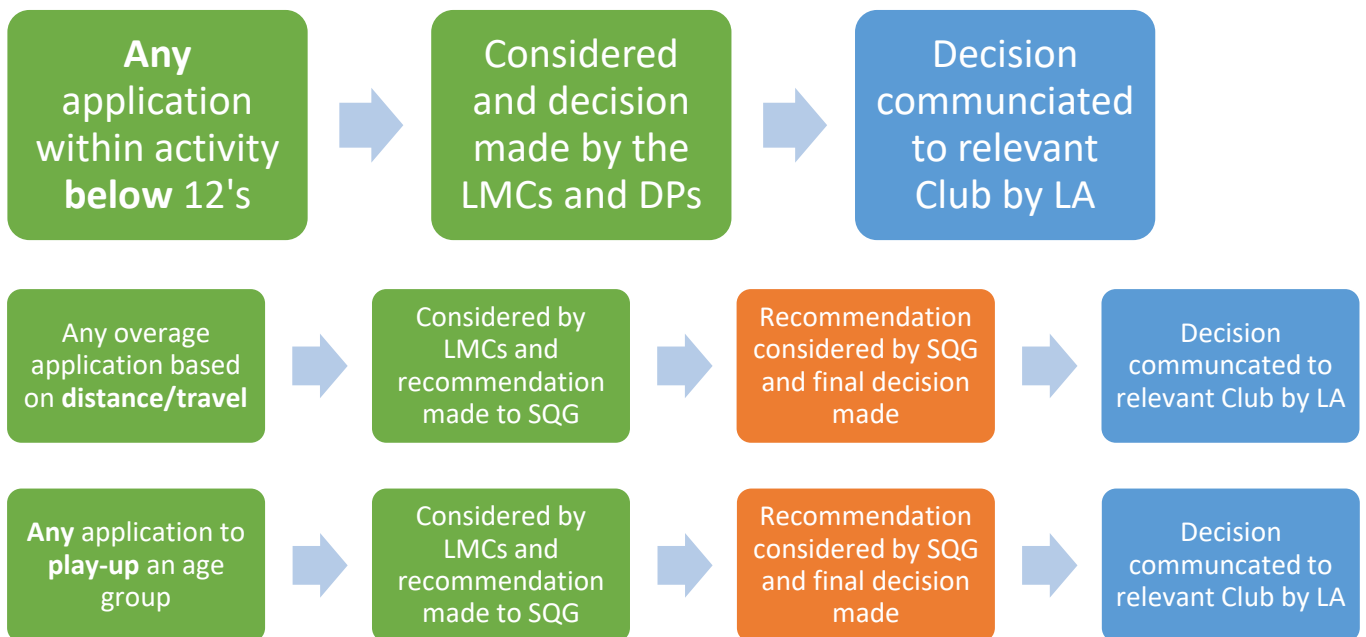 Any
application
within activity
below 12's
Considered
and decision
made by the
LMCs and DPs
Decision
communciated
to relevant
Club by LA
Any overage
application based
on distance/travel
Considered by
LMCs and
recommendation
made to SQG
Recommendation
considered by SQG
and final decision
made
Decision
communcated to
relevant Club by LA
Any application to
play-up an age
group
Considered by
LMCs and
recommendation
made to SQG
Recommendation
considered by SQG
and final decision
made
Decision
communcated to
relevant Club by LA